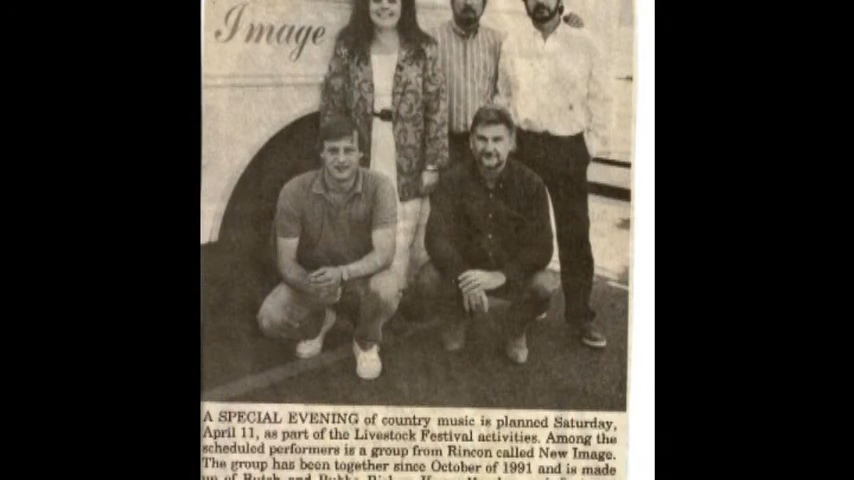 Image
A SPECIAL EVENING of country music is planned Saturday,
April 11, as part of the Livestock Festival activities. Among the
scheduled performers is a group from Rincon called New Image.
The group has been together since October of 1991 and is made